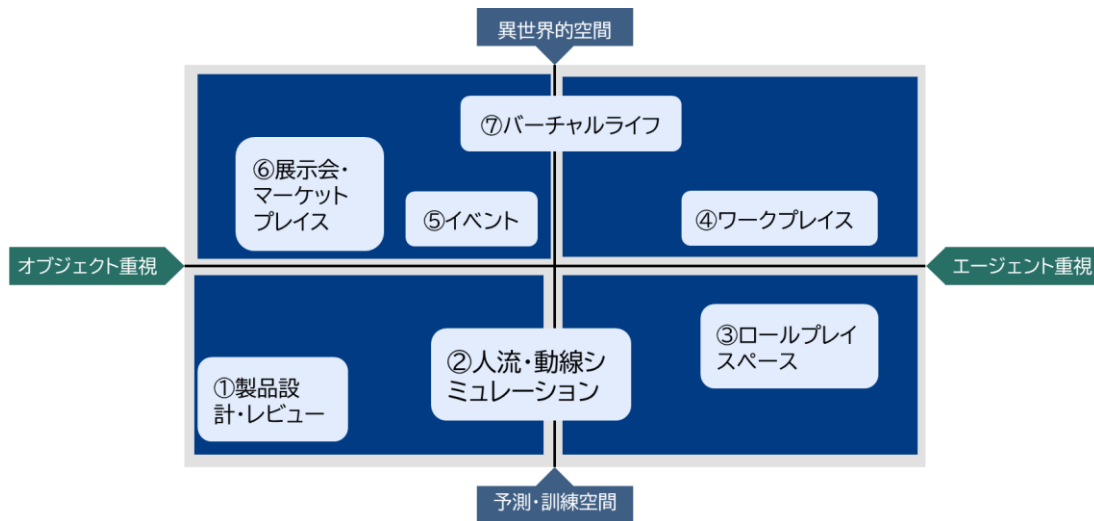 異世界的空間
⑦バーチャルライフ
⑥展示会・
マーケット
プレイス
⑤イベント
④ワークプレイス
オブジェクト重視
エージェント重視
③ロールプレイ
スペース
②人流・動線シ
ミュレーション
①製品設
計・レビュー
予測・訓練空間